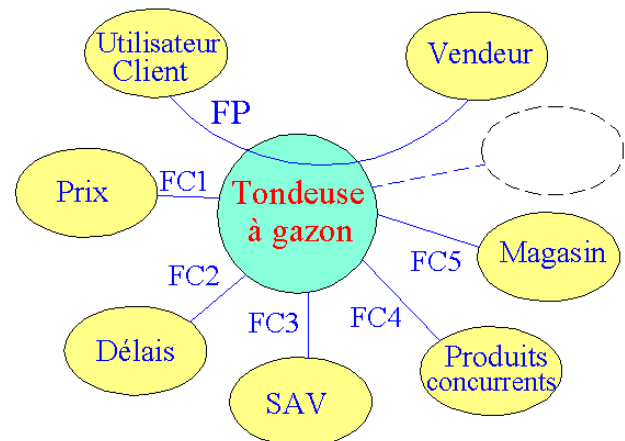 Utilisateur
Client
Vendeur
FP
Prix
FC1
Tondeuse
à gazon
Magasin
FC5
FC2
Délais
FC3
FC4
SAV
Produits
concurrents